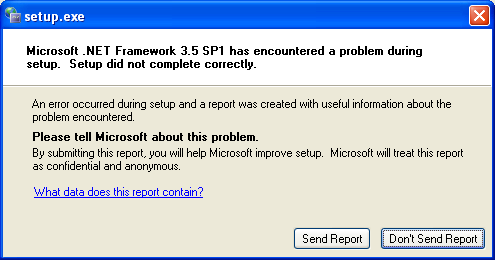 setup.exe
Microsoft .NET Framework 3.5 SP1 has encountered a problem during
setup.  Setup did not complete correctly.
An error occurred during setup and a report was created with useful information about the
problem encountered.
Please tell Microsoft about this problem.
By submitting this report, you will help Microsoft improve setup.  Microsoft will treat this report
as confidential and anonymous.
What data does this report contain?
Send Report
Don't Send Report